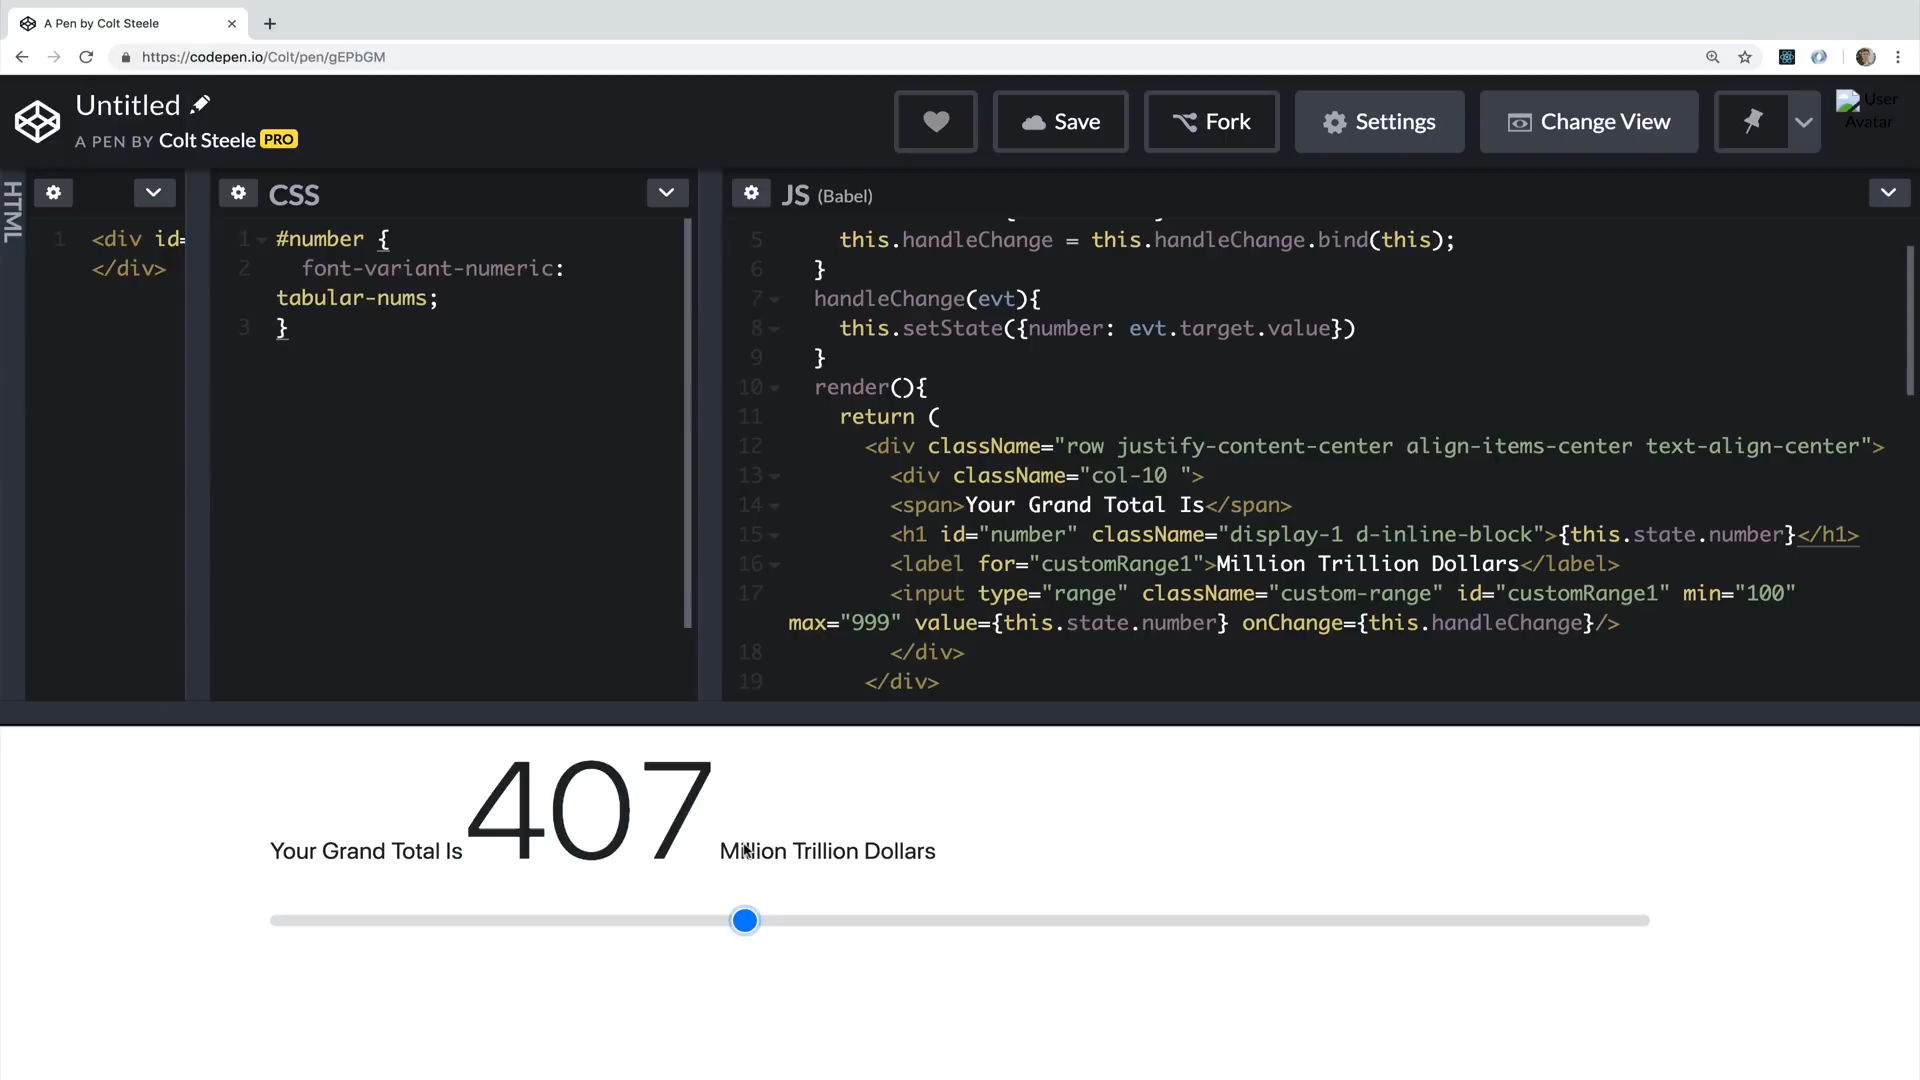 A Pen by Colt Steele
https://codepen.io/Colt/pen/gEPbGM
Untitled
A PEN BY Colt Steele PRO
Save
Fork
Settings
Change View
User Avatar
HTML
1 <div id=
</div>
CSS
1 #number {
2 font-variant-numeric:
tabular-nums;
3 }
JS (Babel)
5 this.handleChange = this.handleChange.bind(this);
6 }
7 handleChange(evt){
8 this.setState({number: evt.target.value})
9 }
10 render(){
11 return (
12 <div className="row justify-content-center align-items-center text-align-center">
13 <div className="col-10 ">
14 <span>Your Grand Total Is</span>
15 <h1 id="number" className="display-1 d-inline-block">{this.state.number}</h1>
16 <label for="customRange1">Million Trillion Dollars</label>
17 <input type="range" className="custom-range" id="customRange1" min="100"
max="999" value={this.state.number} onChange={this.handleChange}/>
18 </div>
19 </div>
Your Grand Total Is 407 Million Trillion Dollars